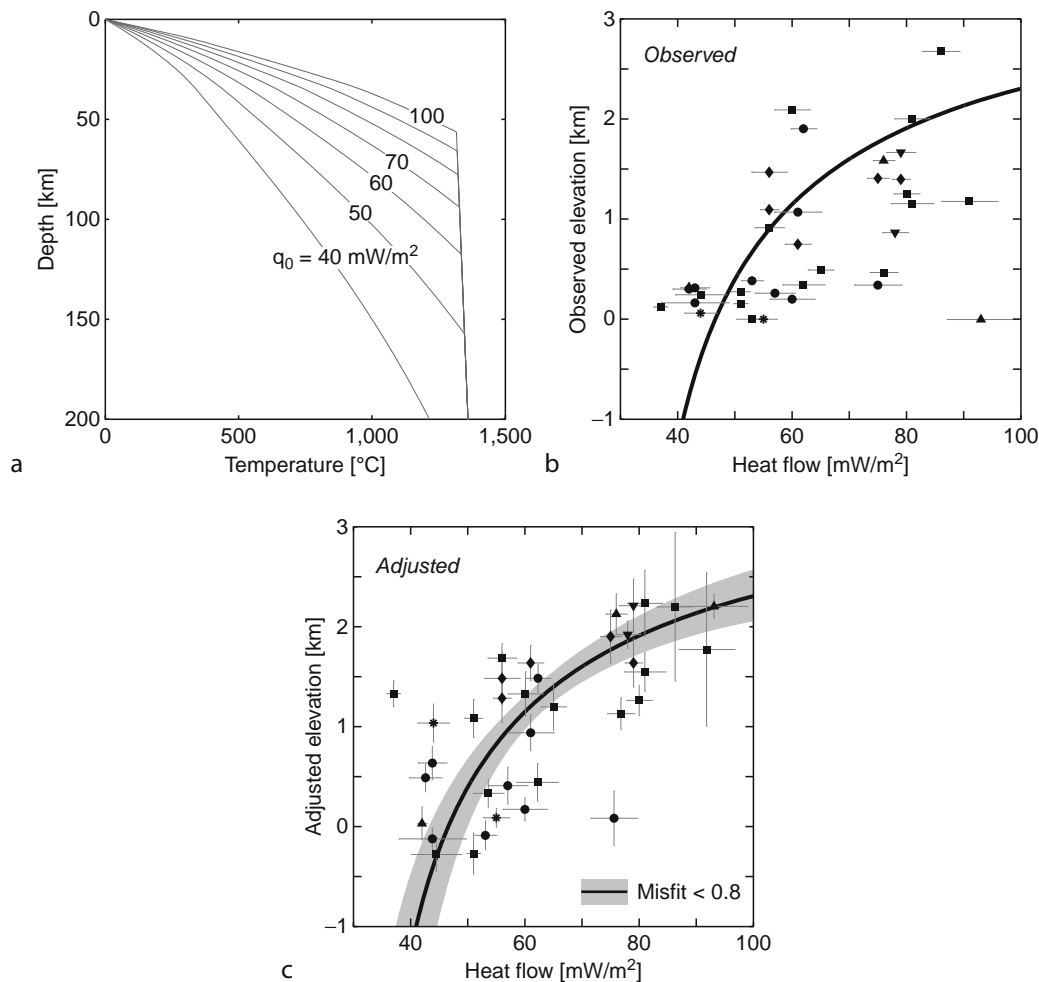 0
50
100
150
200
Depth [km]
100
70
60
50
q0 = 40 mW/m2
0
500
1,000
1,500
Temperature [°C]
a
Observed
3
2
1
0
−1
Observed elevation [km]
40
60
80
100
Heat flow [mW/m2]
b
Adjusted
3
2
1
0
−1
Adjusted elevation [km]
Misfit < 0.8
40
60
80
100
Heat flow [mW/m2]
c